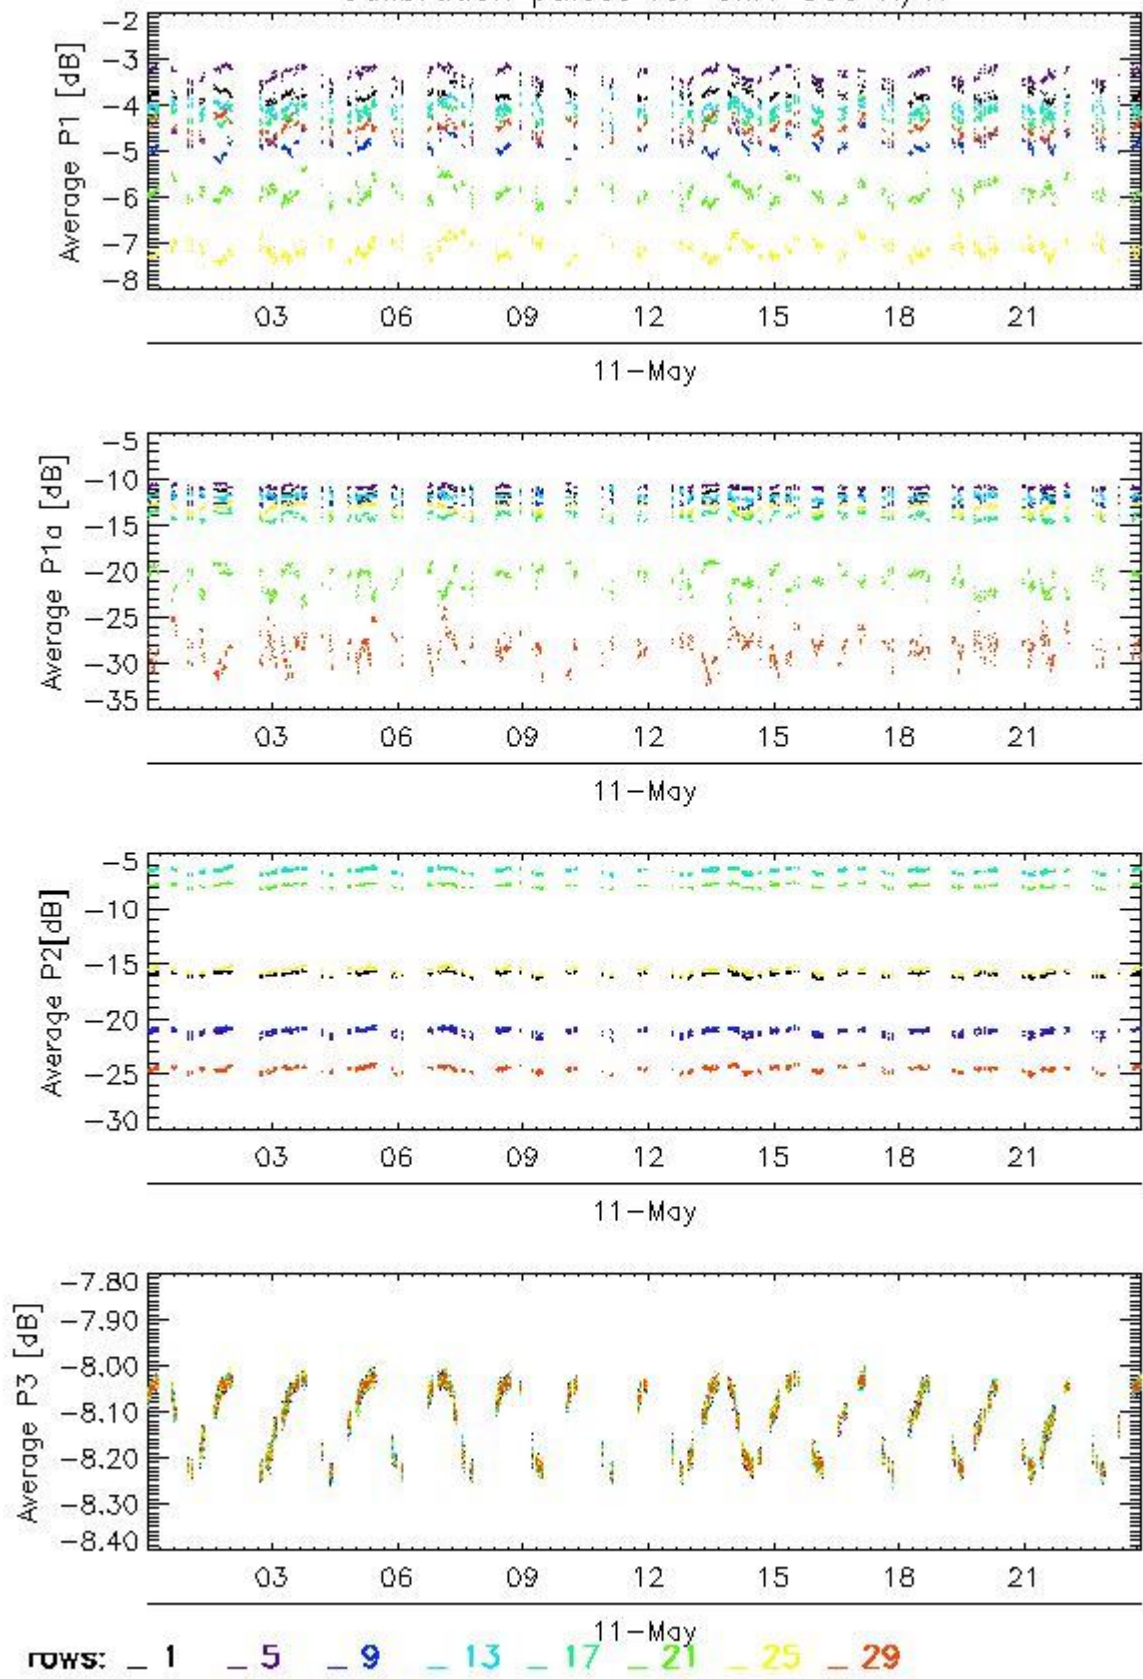 −2
−3
−4
−5
−6
−7
−8
Average P1 [dB]
03 06 09 12 15 18 21
11−May
−5
−10
−15
−20
−25
−30
−35
Average P1a [dB]
03 06 09 12 15 18 21
11−May
−5
−10
−15
−20
−25
−30
Average P2[dB]
03 06 09 12 15 18 21
11−May
−7.80
−7.90
−8.00
−8.10
−8.20
−8.30
−8.40
Average P3 [dB]
03 06 09 12 15 18 21
11−May
rows: _ 1 _ 5 _ 9 _ 13 _ 17 _ 21 _ 25 _ 29